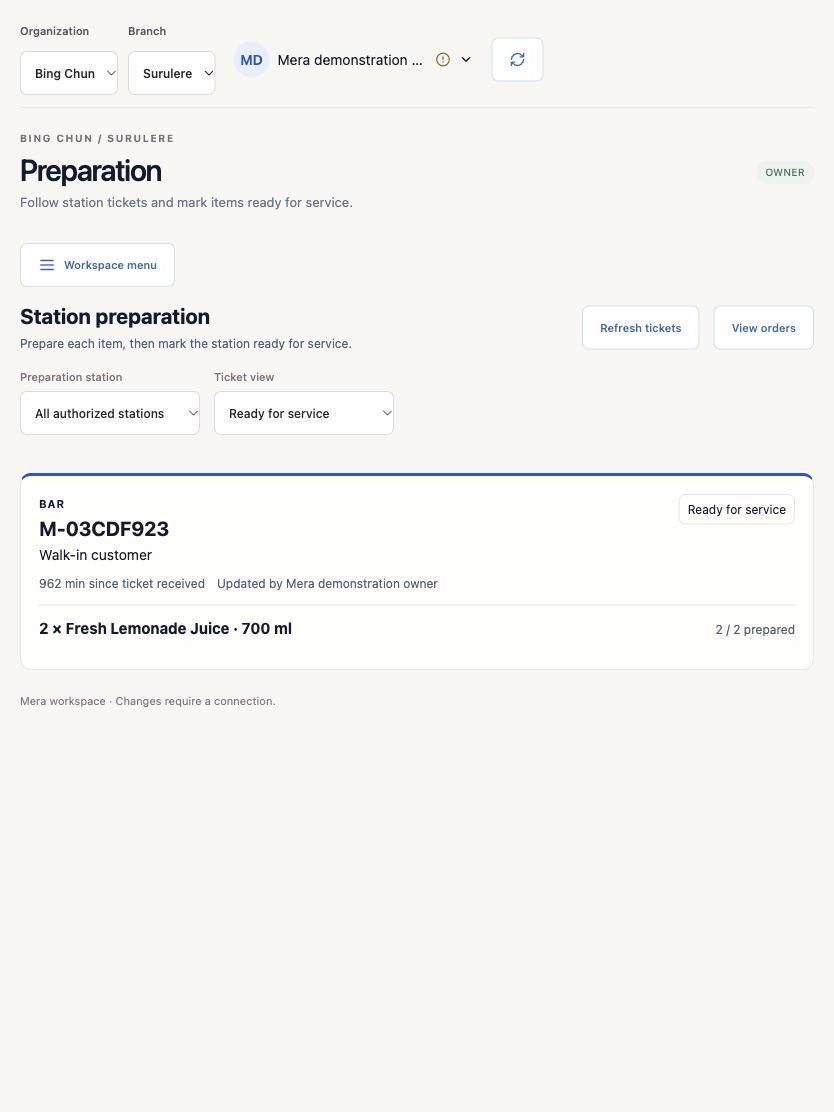 Organization Branch
Bing Chun Surulere MD Mera demonstration ...
BING CHUN / SURULERE
Preparation
OWNER
Follow station tickets and mark items ready for service.
Workspace menu
Station preparation
Refresh tickets View orders
Prepare each item, then mark the station ready for service.
Preparation station Ticket view
All authorized stations Ready for service
BAR
Ready for service
M-03CDF923
Walk-in customer
962 min since ticket received Updated by Mera demonstration owner
2 × Fresh Lemonade Juice · 700 ml 2 / 2 prepared
Mera workspace · Changes require a connection.